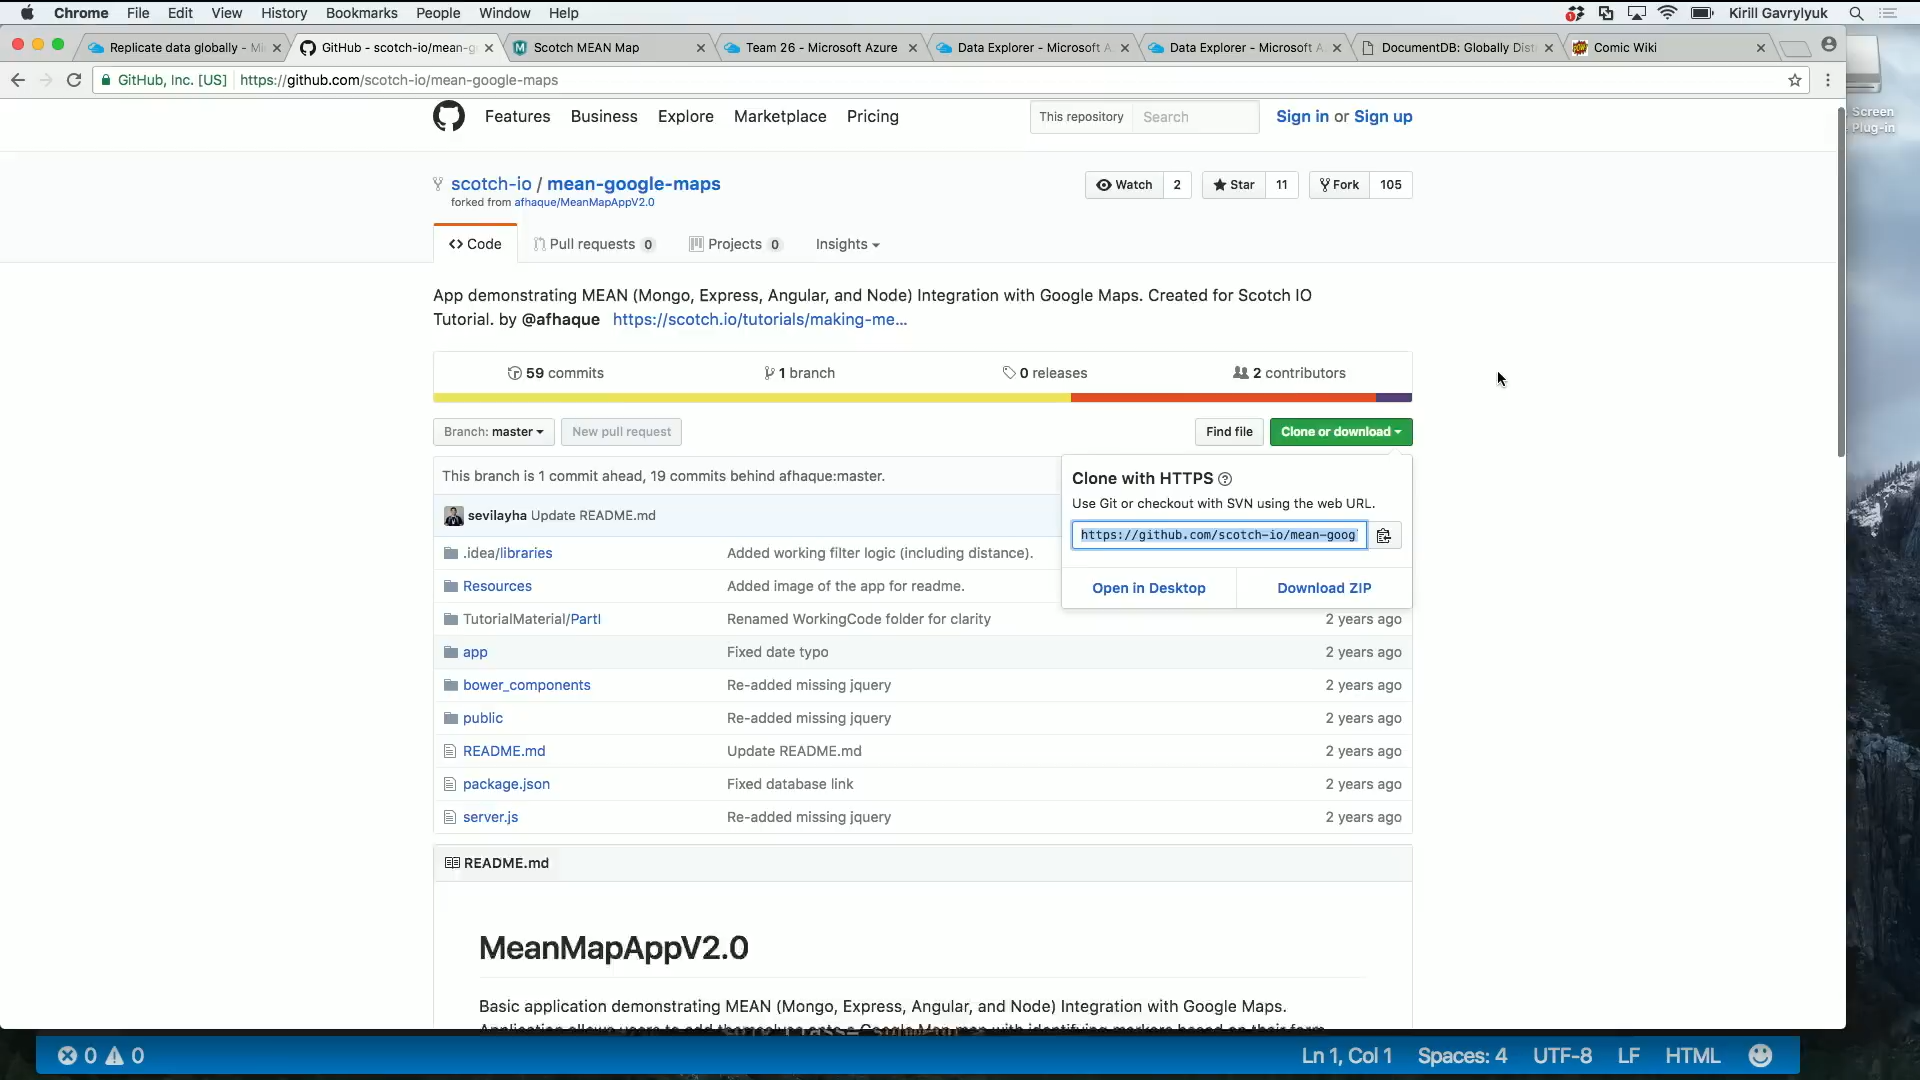 Chrome File Edit View History Bookmarks People Window Help Kirill Gavrylyuk
Replicate data globally - Mi
GitHub - scotch-io/mean-g
Scotch MEAN Map
Team 26 - Microsoft Azure
Data Explorer - Microsoft A
Data Explorer - Microsoft A
DocumentDB: Globally Dist
Comic Wiki
GitHub, Inc. [US] https://github.com/scotch-io/mean-google-maps
Screen
Plug-in
Features Business Explore Marketplace Pricing This repository Search Sign in or Sign up
scotch-io / mean-google-maps Watch 2 Star 11 Fork 105
forked from afhaque/MeanMapAppV2.0
<> Code Pull requests 0 Projects 0 Insights
App demonstrating MEAN (Mongo, Express, Angular, and Node) Integration with Google Maps. Created for Scotch IO
Tutorial. by @afhaque https://scotch.io/tutorials/making-me...
59 commits 1 branch 0 releases 2 contributors
Branch: master New pull request Find file Clone or download
This branch is 1 commit ahead, 19 commits behind afhaque:master.
Clone with HTTPS
Use Git or checkout with SVN using the web URL.
https://github.com/scotch-io/mean-goog
Open in Desktop Download ZIP
sevilayha Update README.md
.idea/libraries Added working filter logic (including distance).
Resources Added image of the app for readme.
TutorialMaterial/PartI Renamed WorkingCode folder for clarity 2 years ago
app Fixed date typo 2 years ago
bower_components Re-added missing jquery 2 years ago
public Re-added missing jquery 2 years ago
README.md Update README.md 2 years ago
package.json Fixed database link 2 years ago
server.js Re-added missing jquery 2 years ago
README.md
MeanMapAppV2.0
Basic application demonstrating MEAN (Mongo, Express, Angular, and Node) Integration with Google Maps.
0 0 Ln 1, Col 1 Spaces: 4 UTF-8 LF HTML